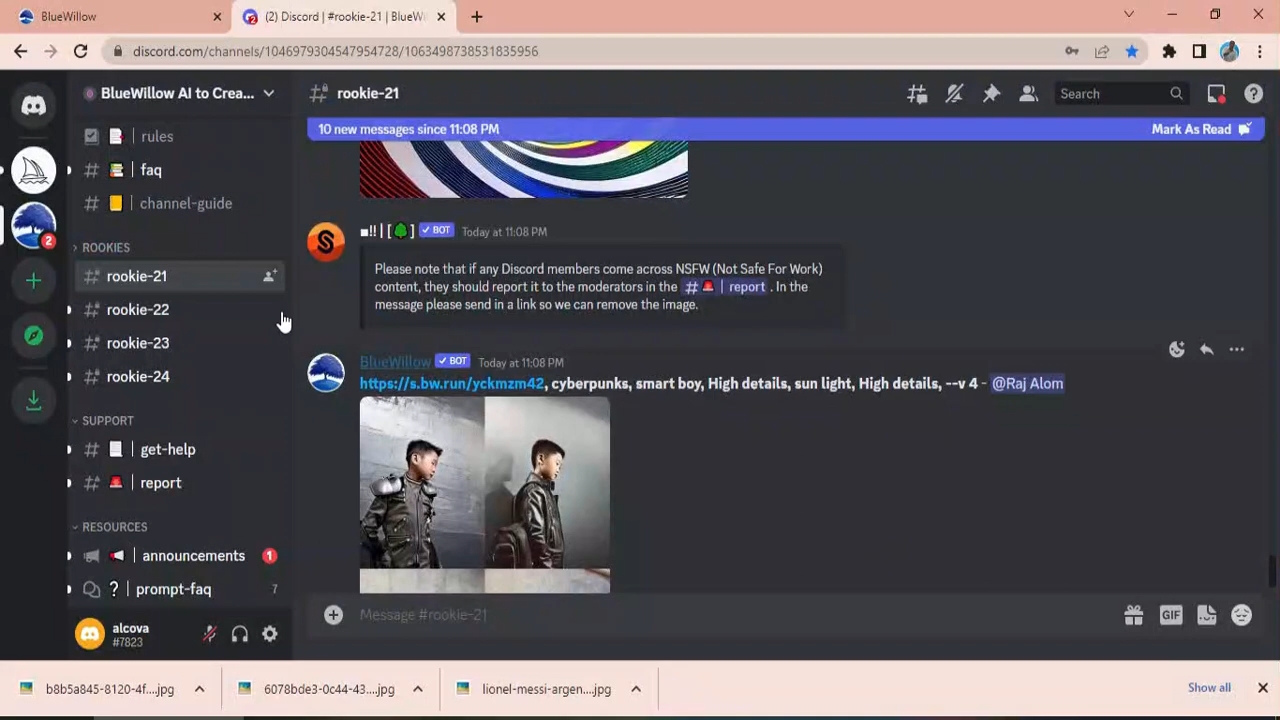 BlueWillow
(2) Discord | #rookie-21 | BlueWi
discord.com/channels/1046979304547954728/1063498738531835956
BlueWillow AI to Crea...
rookie-21
Search
10 new messages since 11:08 PM
Mark As Read
rules
faq
channel-guide
ROOKIES
rookie-21
rookie-22
rookie-23
rookie-24
SUPPORT
get-help
report
RESOURCES
announcements
1
prompt-faq
7
2
alcova
#7823
■!! | [🌳] ✓ BOT Today at 11:08 PM
Please note that if any Discord members come across NSFW (Not Safe For Work)
content, they should report it to the moderators in the # 🚨 | report . In the
message please send in a link so we can remove the image.
BlueWillow ✓ BOT Today at 11:08 PM
https://s.bw.run/yckmzm42, cyberpunks, smart boy, High details, sun light, High details, --v 4 - @Raj Alom
Message #rookie-21
GIF
b8b5a845-8120-4f....jpg
6078bde3-0c44-43....jpg
lionel-messi-argen....jpg
Show all